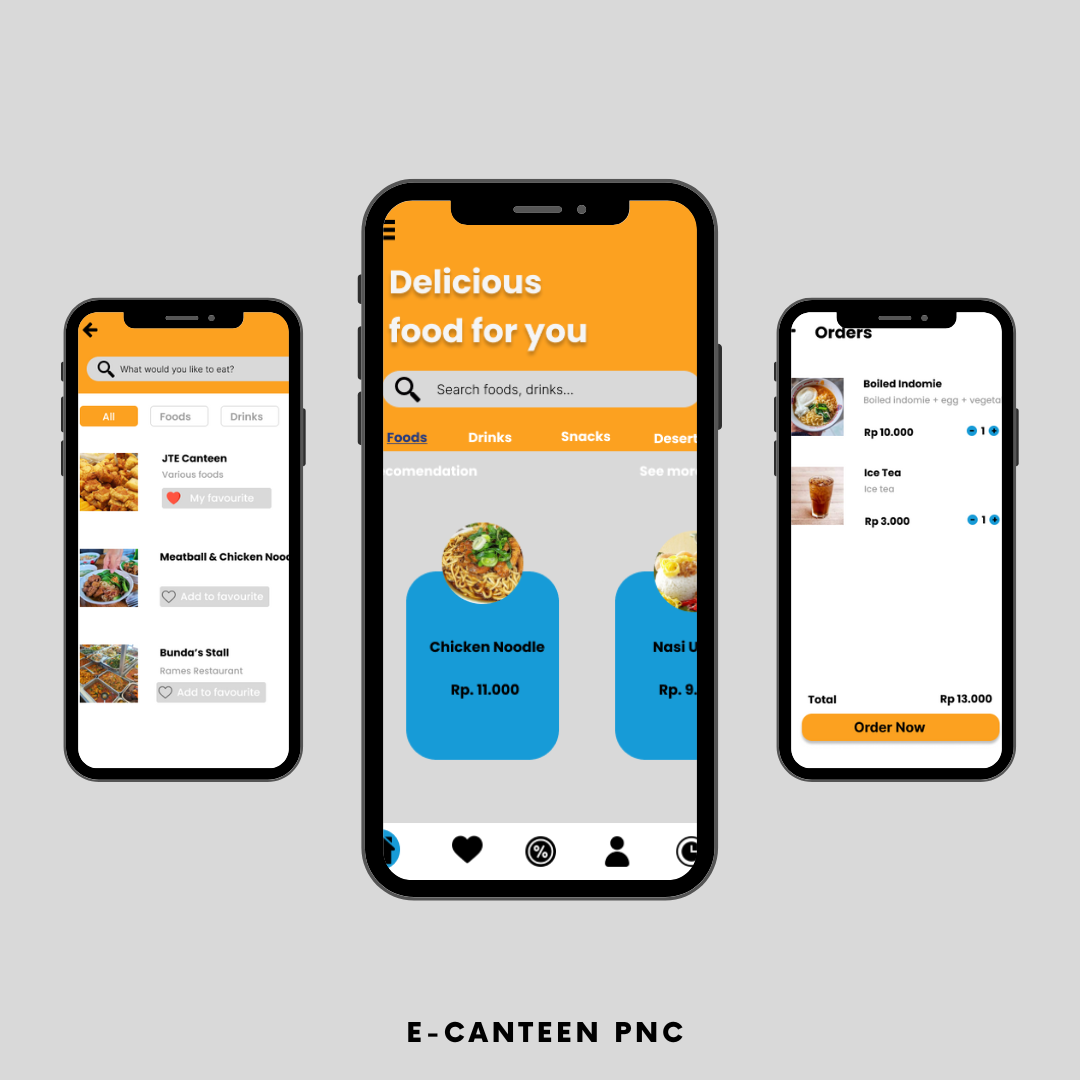 What would you like to eat?
All
Foods
Drinks
JTE Canteen
Various foods
My favourite
Meatball & Chicken Nood
Add to favourite
Bunda's Stall
Rames Restaurant
Add to favourite
Delicious
food for you
Search foods, drinks...
Foods
Drinks
Snacks
Desert
comendation
See more
Chicken Noodle
Rp. 11.000
Nasi U
Rp. 9.
%
Orders
Boiled Indomie
Boiled indomie + egg + vegeta
Rp 10.000
1
Ice Tea
Ice tea
Rp 3.000
1
Total
Rp 13.000
Order Now
E-CANTEEN PNC